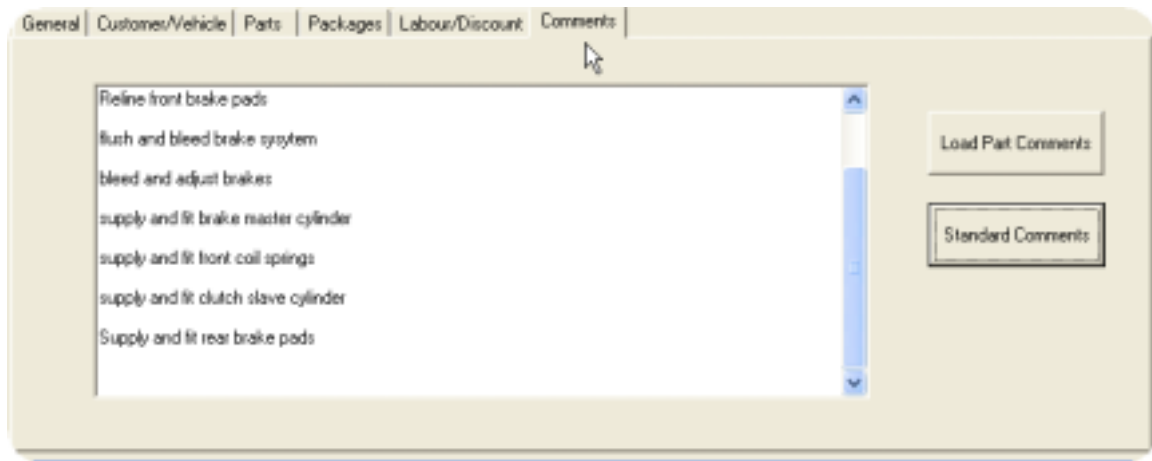 General Customer/Vehicle Parts Packages Labour/Discount Comments
Reline front brake pads
flush and bleed brake sysytem
bleed and adjust brakes
supply and fit brake master cylinder
supply and fit front coil springs
supply and fit clutch slave cylinder
Supply and fit rear brake pads
Load Part Comments
Standard Comments